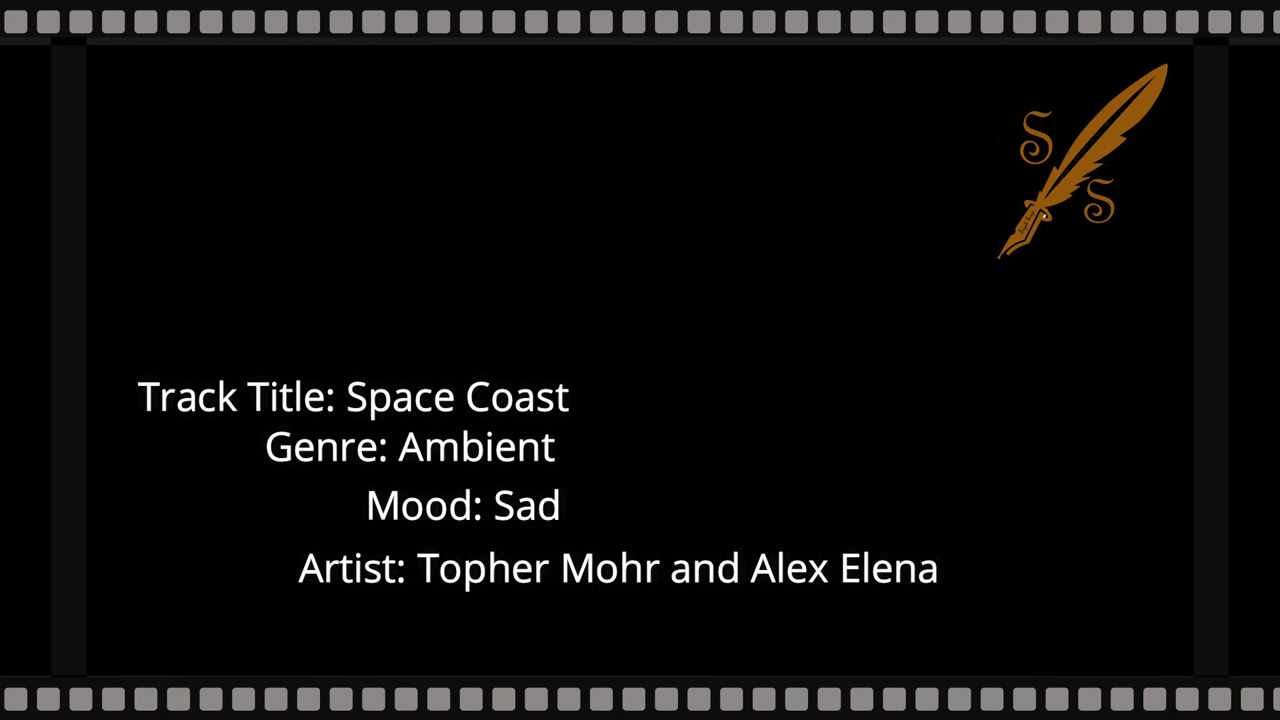 S
S
Track Title: Space Coast
Genre: Ambient
Mood: Sad
Artist: Topher Mohr and Alex Elena